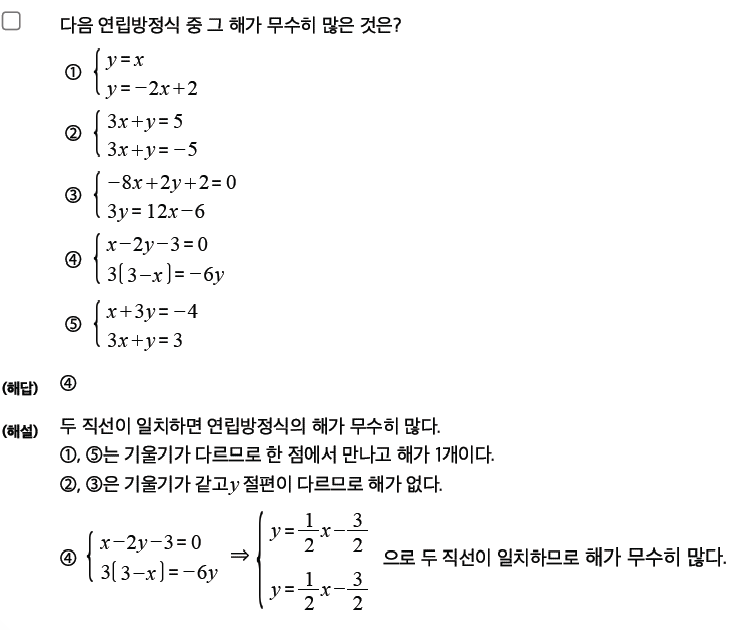 다음 연립방정식 중 그 해가 무수히 많은 것은?
① { y=x
y=−2x+2
② { 3x+y=5
3x+y=−5
③ { −8x+2y+2=0
3y=12x−6
④ { x−2y−3=0
3(3−x)=−6y
⑤ { x+3y=−4
3x+y=3
(해답) ④
(해설) 두 직선이 일치하면 연립방정식의 해가 무수히 많다.
①, ⑤는 기울기가 다르므로 한 점에서 만나고 해가 1개이다.
②, ③은 기울기가 같고 y 절편이 다르므로 해가 없다.
④ { x−2y−3=0
3(3−x)=−6y ⇒ { y=1/2x−3/2
y=1/2x−3/2 으로 두 직선이 일치하므로 해가 무수히 많다.